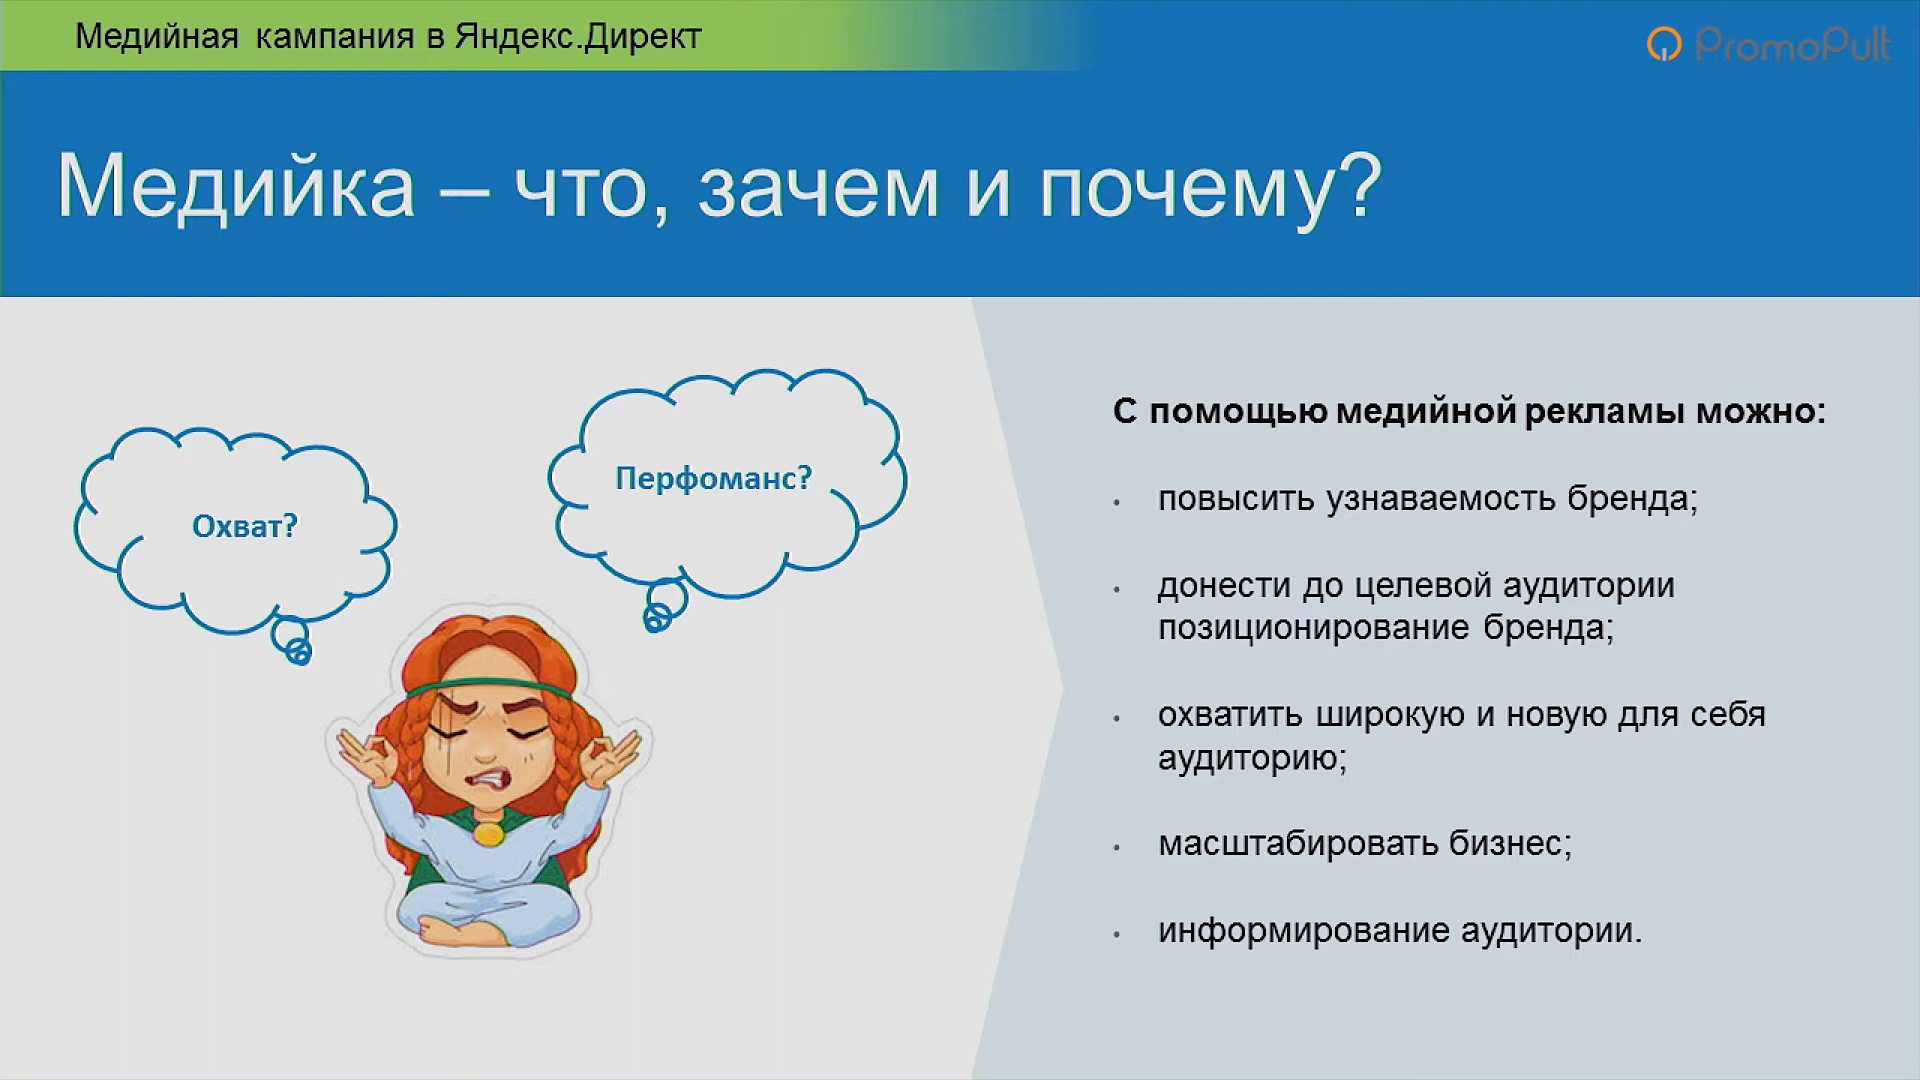 Медийная кампания в Яндекс.Директ
PromoPult
Медийка – что, зачем и почему?
Охват?
Перфоманс?
С помощью медийной рекламы можно:
• повысить узнаваемость бренда;
• донести до целевой аудитории
позиционирование бренда;
• охватить широкую и новую для себя
аудиторию;
• масштабировать бизнес;
• информирование аудитории.